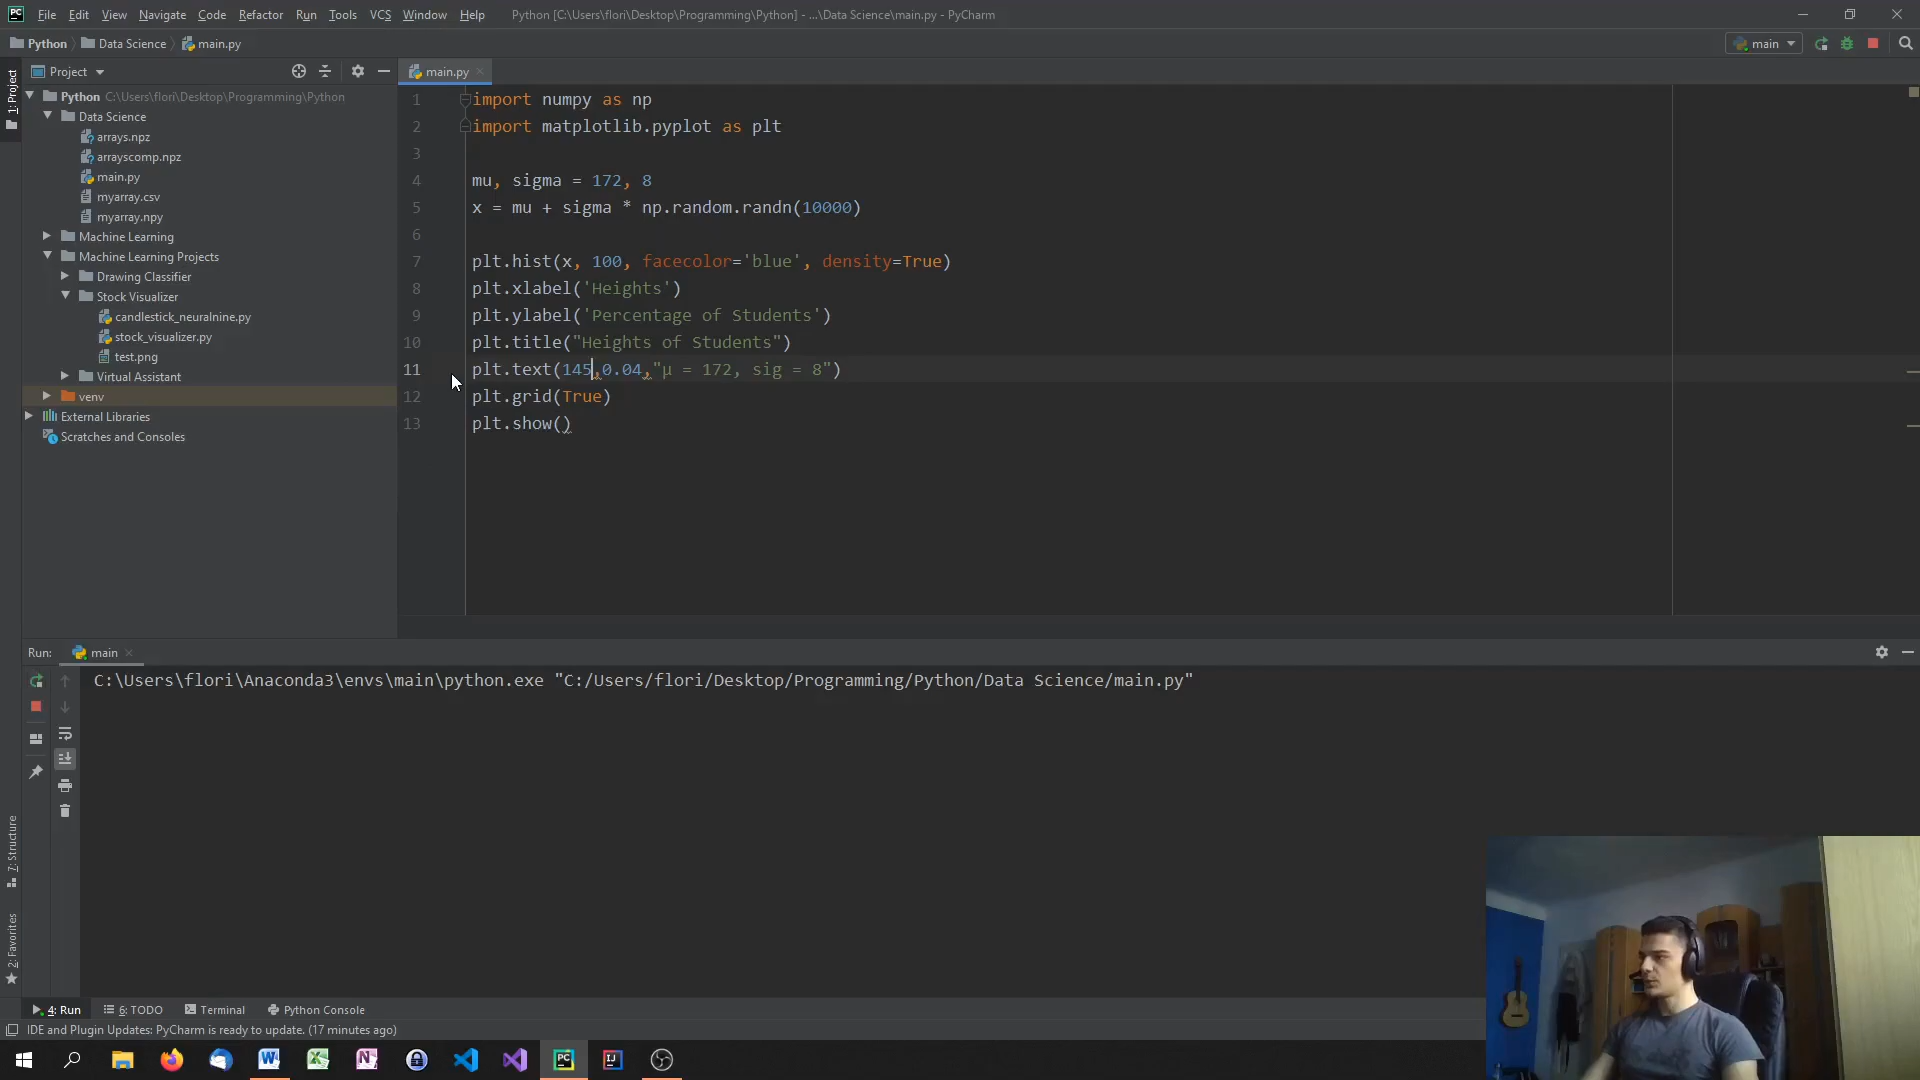 PC File Edit View Navigate Code Refactor Run Tools VCS Window Help Python [C:\Users\flori\Desktop\Programming\Python] - ...\Data Science\main.py - PyCharm
Python Data Science main.py main
1: Project
Project main.py
Python C:\Users\flori\Desktop\Programming\Python
Data Science
arrays.npz
arrayscomp.npz
main.py
myarray.csv
myarray.npy
Machine Learning
Machine Learning Projects
Drawing Classifier
Stock Visualizer
candlestick_neuralnine.py
stock_visualizer.py
test.png
Virtual Assistant
venv
External Libraries
Scratches and Consoles
1 import numpy as np
2 import matplotlib.pyplot as plt
3
4 mu, sigma = 172, 8
5 x = mu + sigma * np.random.randn(10000)
6
7 plt.hist(x, 100, facecolor='blue', density=True)
8 plt.xlabel('Heights')
9 plt.ylabel('Percentage of Students')
10 plt.title("Heights of Students")
11 plt.text(145,0.04,"μ = 172, sig = 8")
12 plt.grid(True)
13 plt.show()
Run: main
C:\Users\flori\Anaconda3\envs\main\python.exe "C:/Users/flori/Desktop/Programming/Python/Data Science/main.py"
7: Structure
2: Favorites
4: Run 6: TODO Terminal Python Console
IDE and Plugin Updates: PyCharm is ready to update. (17 minutes ago)
W X N PC IJ